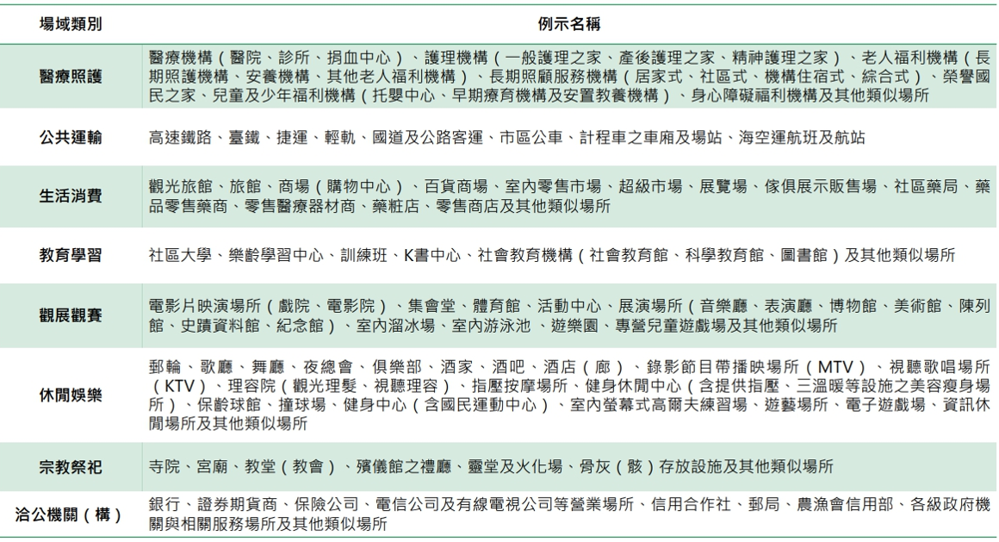 場域類別
例示名稱
醫療照護
醫療機構（醫院、診所、捐血中心）、護理機構（一般護理之家、產後護理之家、精神護理之家）、老人福利機構（長
期照護機構、安養機構、其他老人福利機構）、長期照顧服務機構（居家式、社區式、機構住宿式、綜合式）、榮譽國
民之家、兒童及少年福利機構（托嬰中心、早期療育機構及安置教養機構）、身心障礙福利機構及其他類似場所
公共運輸
高速鐵路、臺鐵、捷運、輕軌、國道及公路客運、市區公車、計程車之車廂及場站、海空運航班及航站
生活消費
觀光旅館、旅館、商場（購物中心）、百貨商場、室內零售市場、超級市場、展覽場、傢俱展示販售場、社區藥局、藥
品零售藥商、零售醫療器材商、藥粧店、零售商店及其他類似場所
教育學習
社區大學、樂齡學習中心、訓練班、K書中心、社會教育機構（社會教育館、科學教育館、圖書館）及其他類似場所
觀展觀賽
電影片映演場所（戲院、電影院）、集會堂、體育館、活動中心、展演場所（音樂廳、表演廳、博物館、美術館、陳列
館、史蹟資料館、紀念館）、室內溜冰場、室內游泳池 、遊樂園、專營兒童遊戲場及其他類似場所
休閒娛樂
郵輪、歌廳、舞廳、夜總會、俱樂部、酒家、酒吧、酒店（廊）、錄影節目帶播映場所（MTV）、視聽歌唱場所
（KTV）、理容院（觀光理髮、視聽理容）、指壓按摩場所、健身休閒中心（含提供指壓、三溫暖等設施之美容瘦身場
所）、保齡球館、撞球場、健身中心（含國民運動中心）、室內螢幕式高爾夫練習場、遊藝場所、電子遊戲場、資訊休
閒場所及其他類似場所
宗教祭祀
寺院、宮廟、教堂（教會）、殯儀館之禮廳、靈堂及火化場、骨灰（骸）存放設施及其他類似場所
洽公機關（構）
銀行、證券期貨商、保險公司、電信公司及有線電視公司等營業場所、信用合作社、郵局、農漁會信用部、各級政府機
關與相關服務場所及其他類似場所